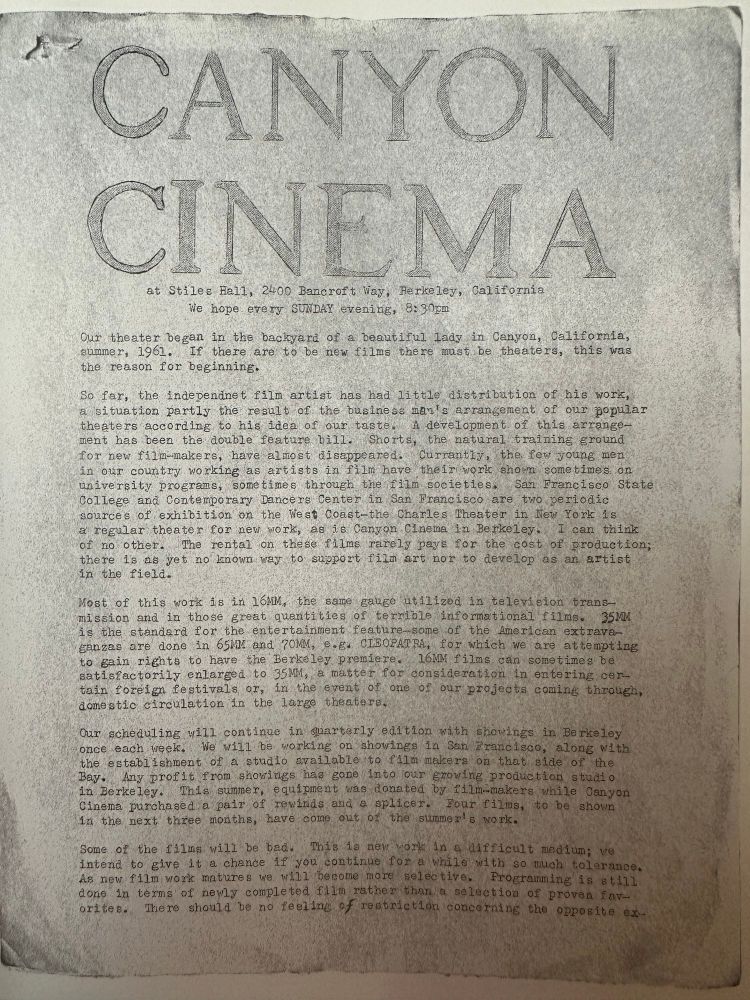 CANYON
CINEMA
at Stiles Hall, 2400 Bancroft Way, Berkeley, California
We hope every SUNDAY evening, 8:30pm
Our theater began in the backyard of a beautiful lady in Canyon, California,
summer, 1961.  If there are to be new films there must be theaters, this was
the reason for beginning.
So far, the independnet film artist has had little distribution of his work,
a situation partly the result of the business man's arrangement of our popular
theaters according to his idea of our taste.  A development of this arrange-
ment has been the double feature bill.  Shorts, the natural training ground
for new film-makers, have almost disappeared.  Currently, the few young men
in our country working as artists in film have their work shown sometimes on
university programs, sometimes through the film societies.  San Francisco State
College and Contemporary Dancers Center in San Francisco are two periodic
sources of exhibition on the West Coast-the Charles Theater in New York is
a regular theater for new work, as is Canyon Cinema in Berkeley.  I can think
of no other.  The rental on these films rarely pays for the cost of production;
there is as yet no known way to support film art nor to develop as an artist
in the field.
Most of this work is in 16MM, the same gauge utilized in television trans-
mission and in those great quantities of terrible informational films.  35MM
is the standard for the entertainment feature-some of the American extrava-
ganzas are done in 65MM and 70MM, e.g. CLEOPATRA, for which we are attempting
to gain rights to have the Berkeley premiere.  16MM films can sometimes be
satisfactorily enlarged to 35MM, a matter for consideration in entering cer-
tain foreign festivals or, in the event of one of our projects coming through,
domestic circulation in the large theaters.
Our scheduling will continue in quarterly edition with showings in Berkeley
once each week.  We will be working on showings in San Francisco, along with
the establishment of a studio available to film makers on that side of the
Bay.  Any profit from showings has gone into our growing production studio
in Berkeley.  This summer, equipment was donated by film-makers while Canyon
Cinema purchased a pair of rewinds and a splicer.  Four films, to be shown
in the next three months, have come out of the summer's work.
Some of the films will be bad.  This is new work in a difficult medium; we
intend to give it a chance if you continue for a while with so much tolerance.
As new film work matures we will become more selective.  Programming is still
done in terms of newly completed film rather than a selection of proven fav-
orites.  There should be no feeling of restriction concerning the opposite ex-